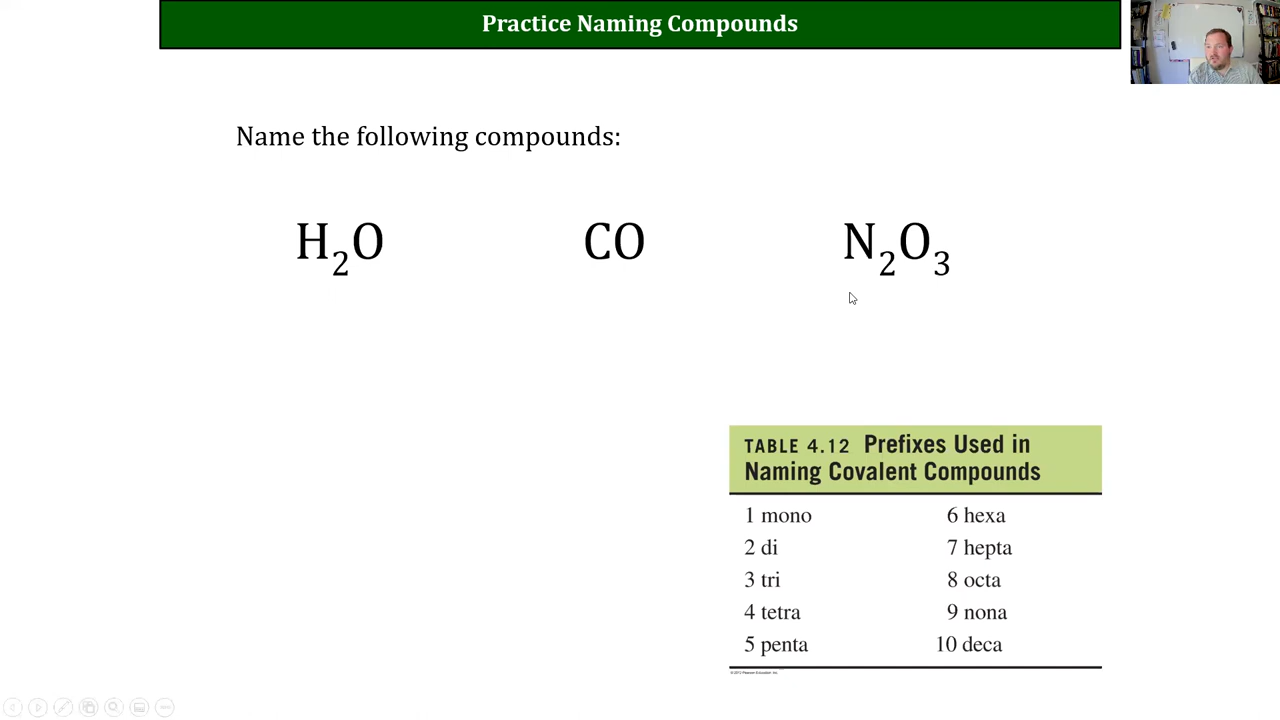 Practice Naming Compounds
Name the following compounds:
H₂O CO N₂O₃
TABLE 4.12 Prefixes Used in
Naming Covalent Compounds
1 mono 6 hexa
2 di 7 hepta
3 tri 8 octa
4 tetra 9 nona
5 penta 10 deca